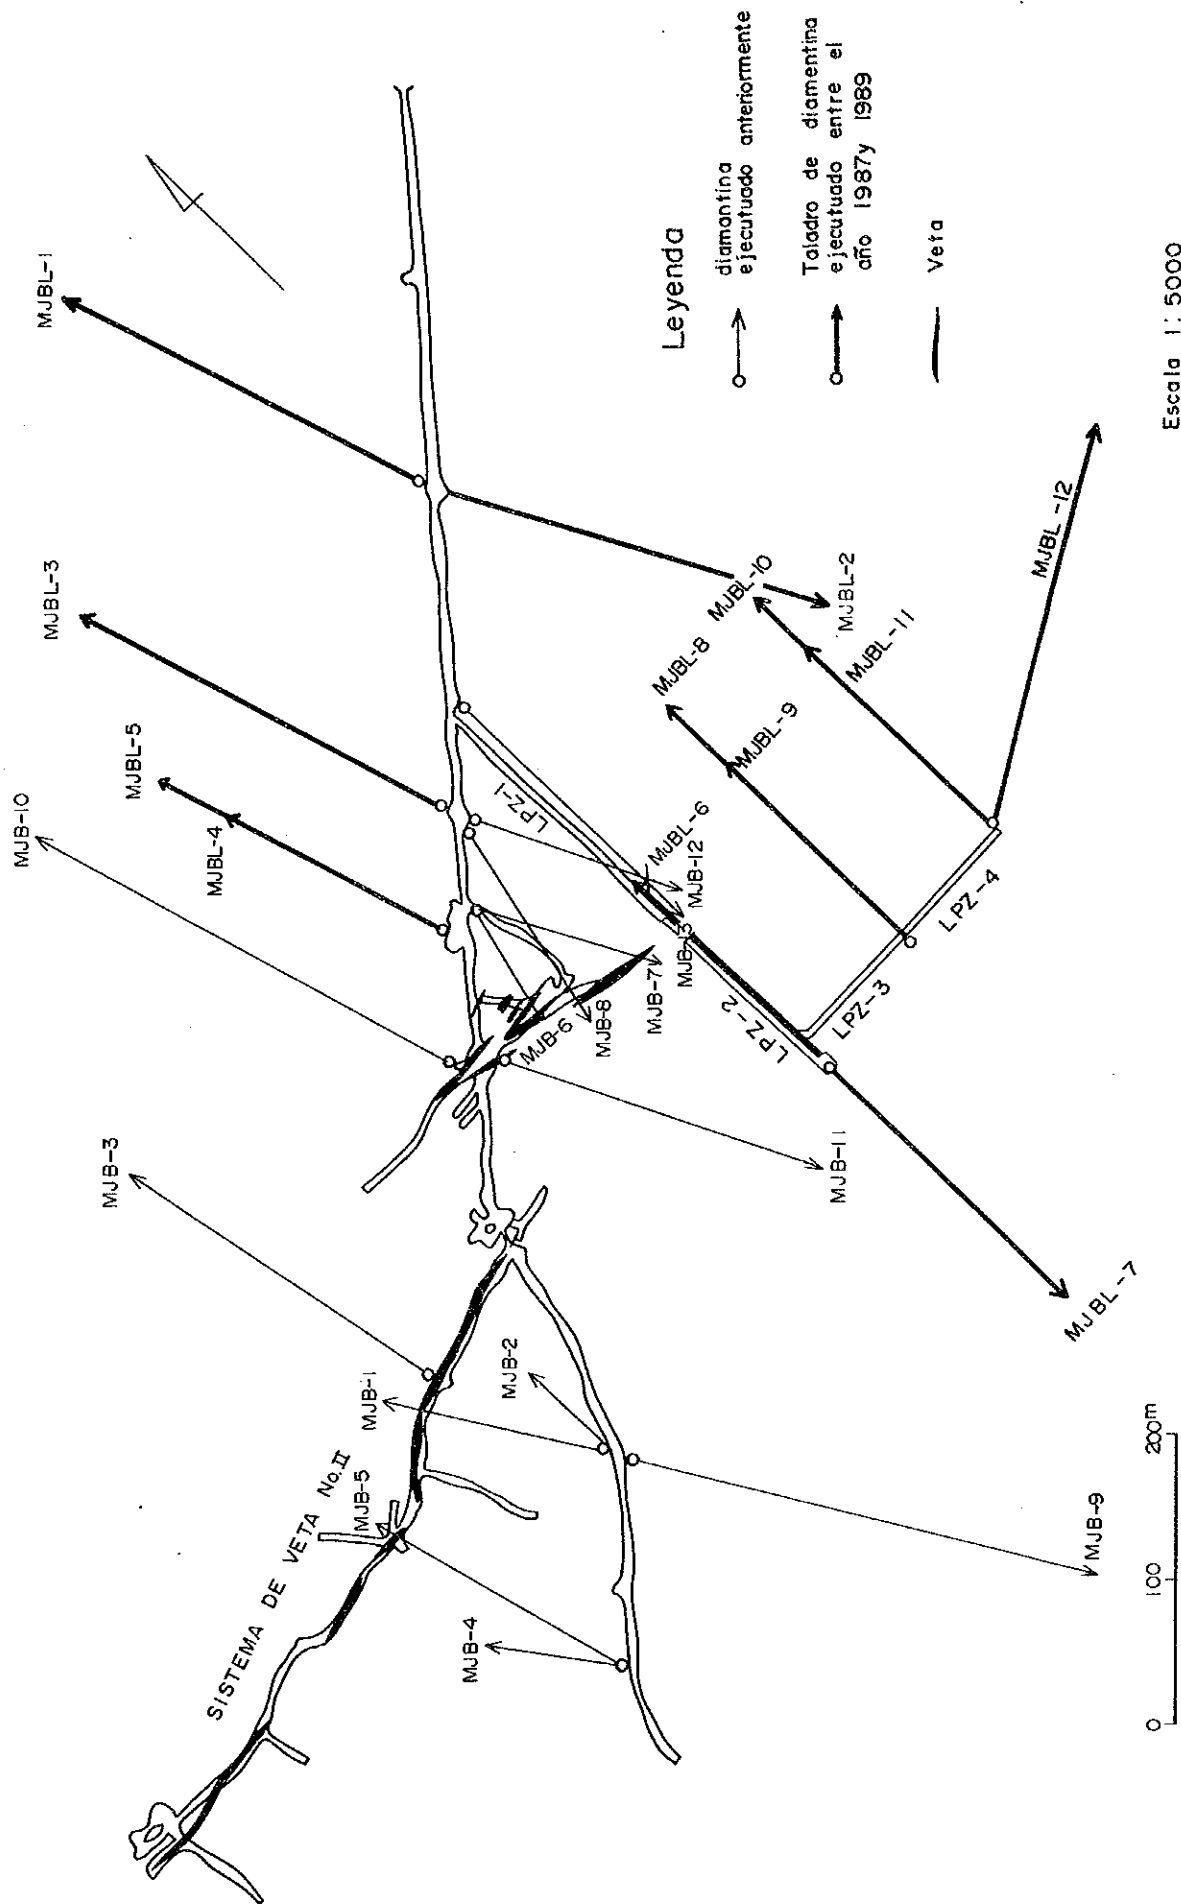 SISTEMA DE VETA No.II
MJB-10
MJBL-5
MJBL-4
MJBL-3
MJBL-1
MJB-3
MJB-1
MJB-5
MJB-4
MJB-2
MJB-9
MJB-6
MJB-8
MJB-7
MJB-13
MJB-12
MJBL-6
MJB-11
LPZ-1
LPZ-2
LPZ-3
LPZ-4
MJBL-7
MJBL-8
MJBL-9
MJBL-10
MJBL-11
MJBL-2
MJBL-12
Leyenda
diamantina
ejecutuado anteriormente
Taladro de diamentina
ejecutuado entre el
año 1987y 1989
Veta
0 100 200m
Escala 1:5000